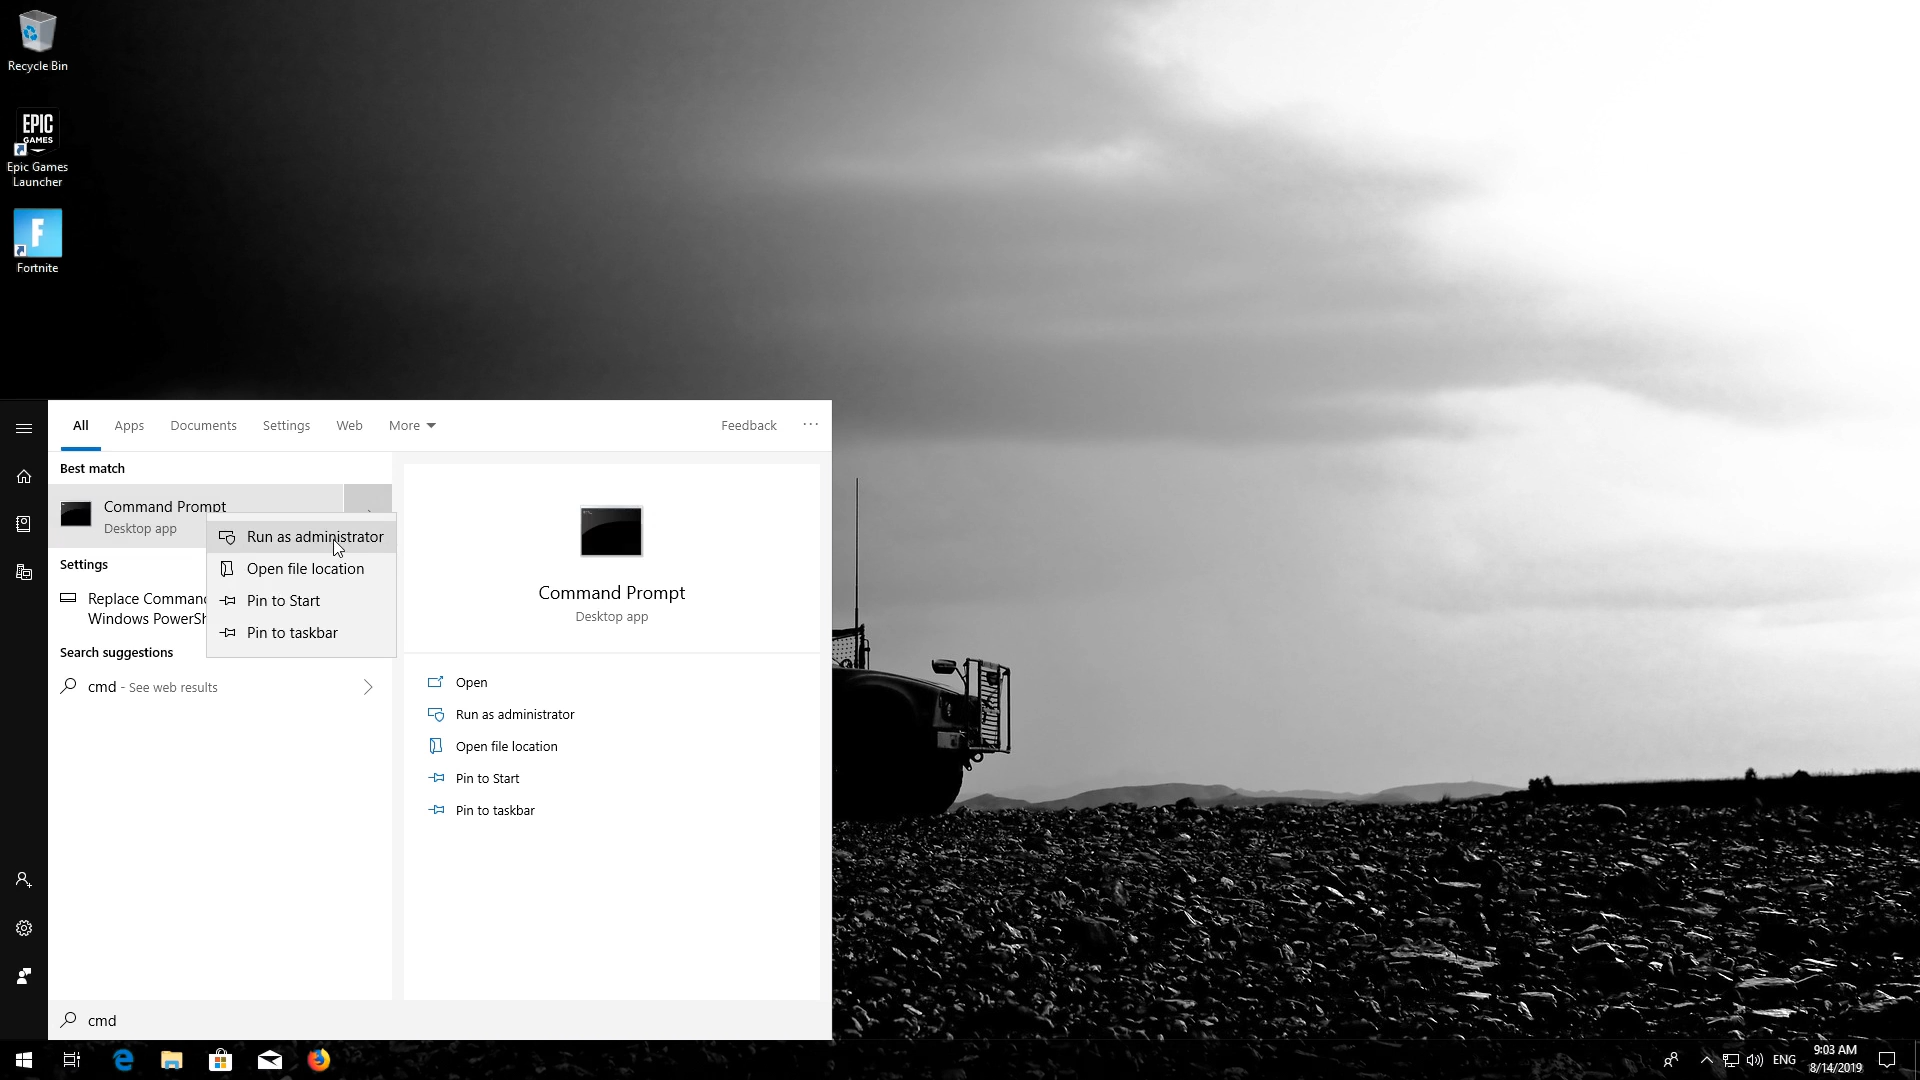 Recycle Bin
EPIC
GAMES
Epic Games
Launcher
F
Fortnite
All
Apps
Documents
Settings
Web
More
Feedback
Best match
Command Prompt
Desktop app
Run as administrator
Open file location
Pin to Start
Pin to taskbar
Settings
Replace Comman
Windows PowerSh
Search suggestions
cmd - See web results
Command Prompt
Desktop app
Open
Run as administrator
Open file location
Pin to Start
Pin to taskbar
cmd
ENG
9:03 AM
8/14/2019